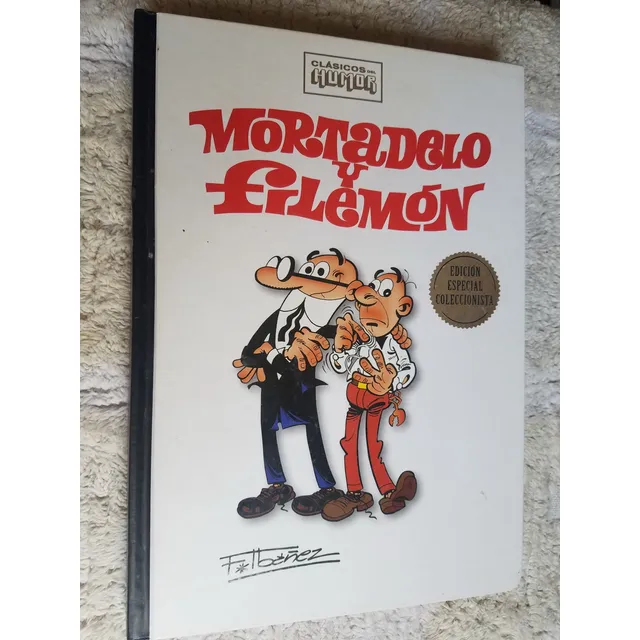 CLÁSICOS DEL
HUMOR
MORTADELO
Y
FILEMÓN
EDICIÓN
ESPECIAL
COLECCIONISTA
F. Ibáñez